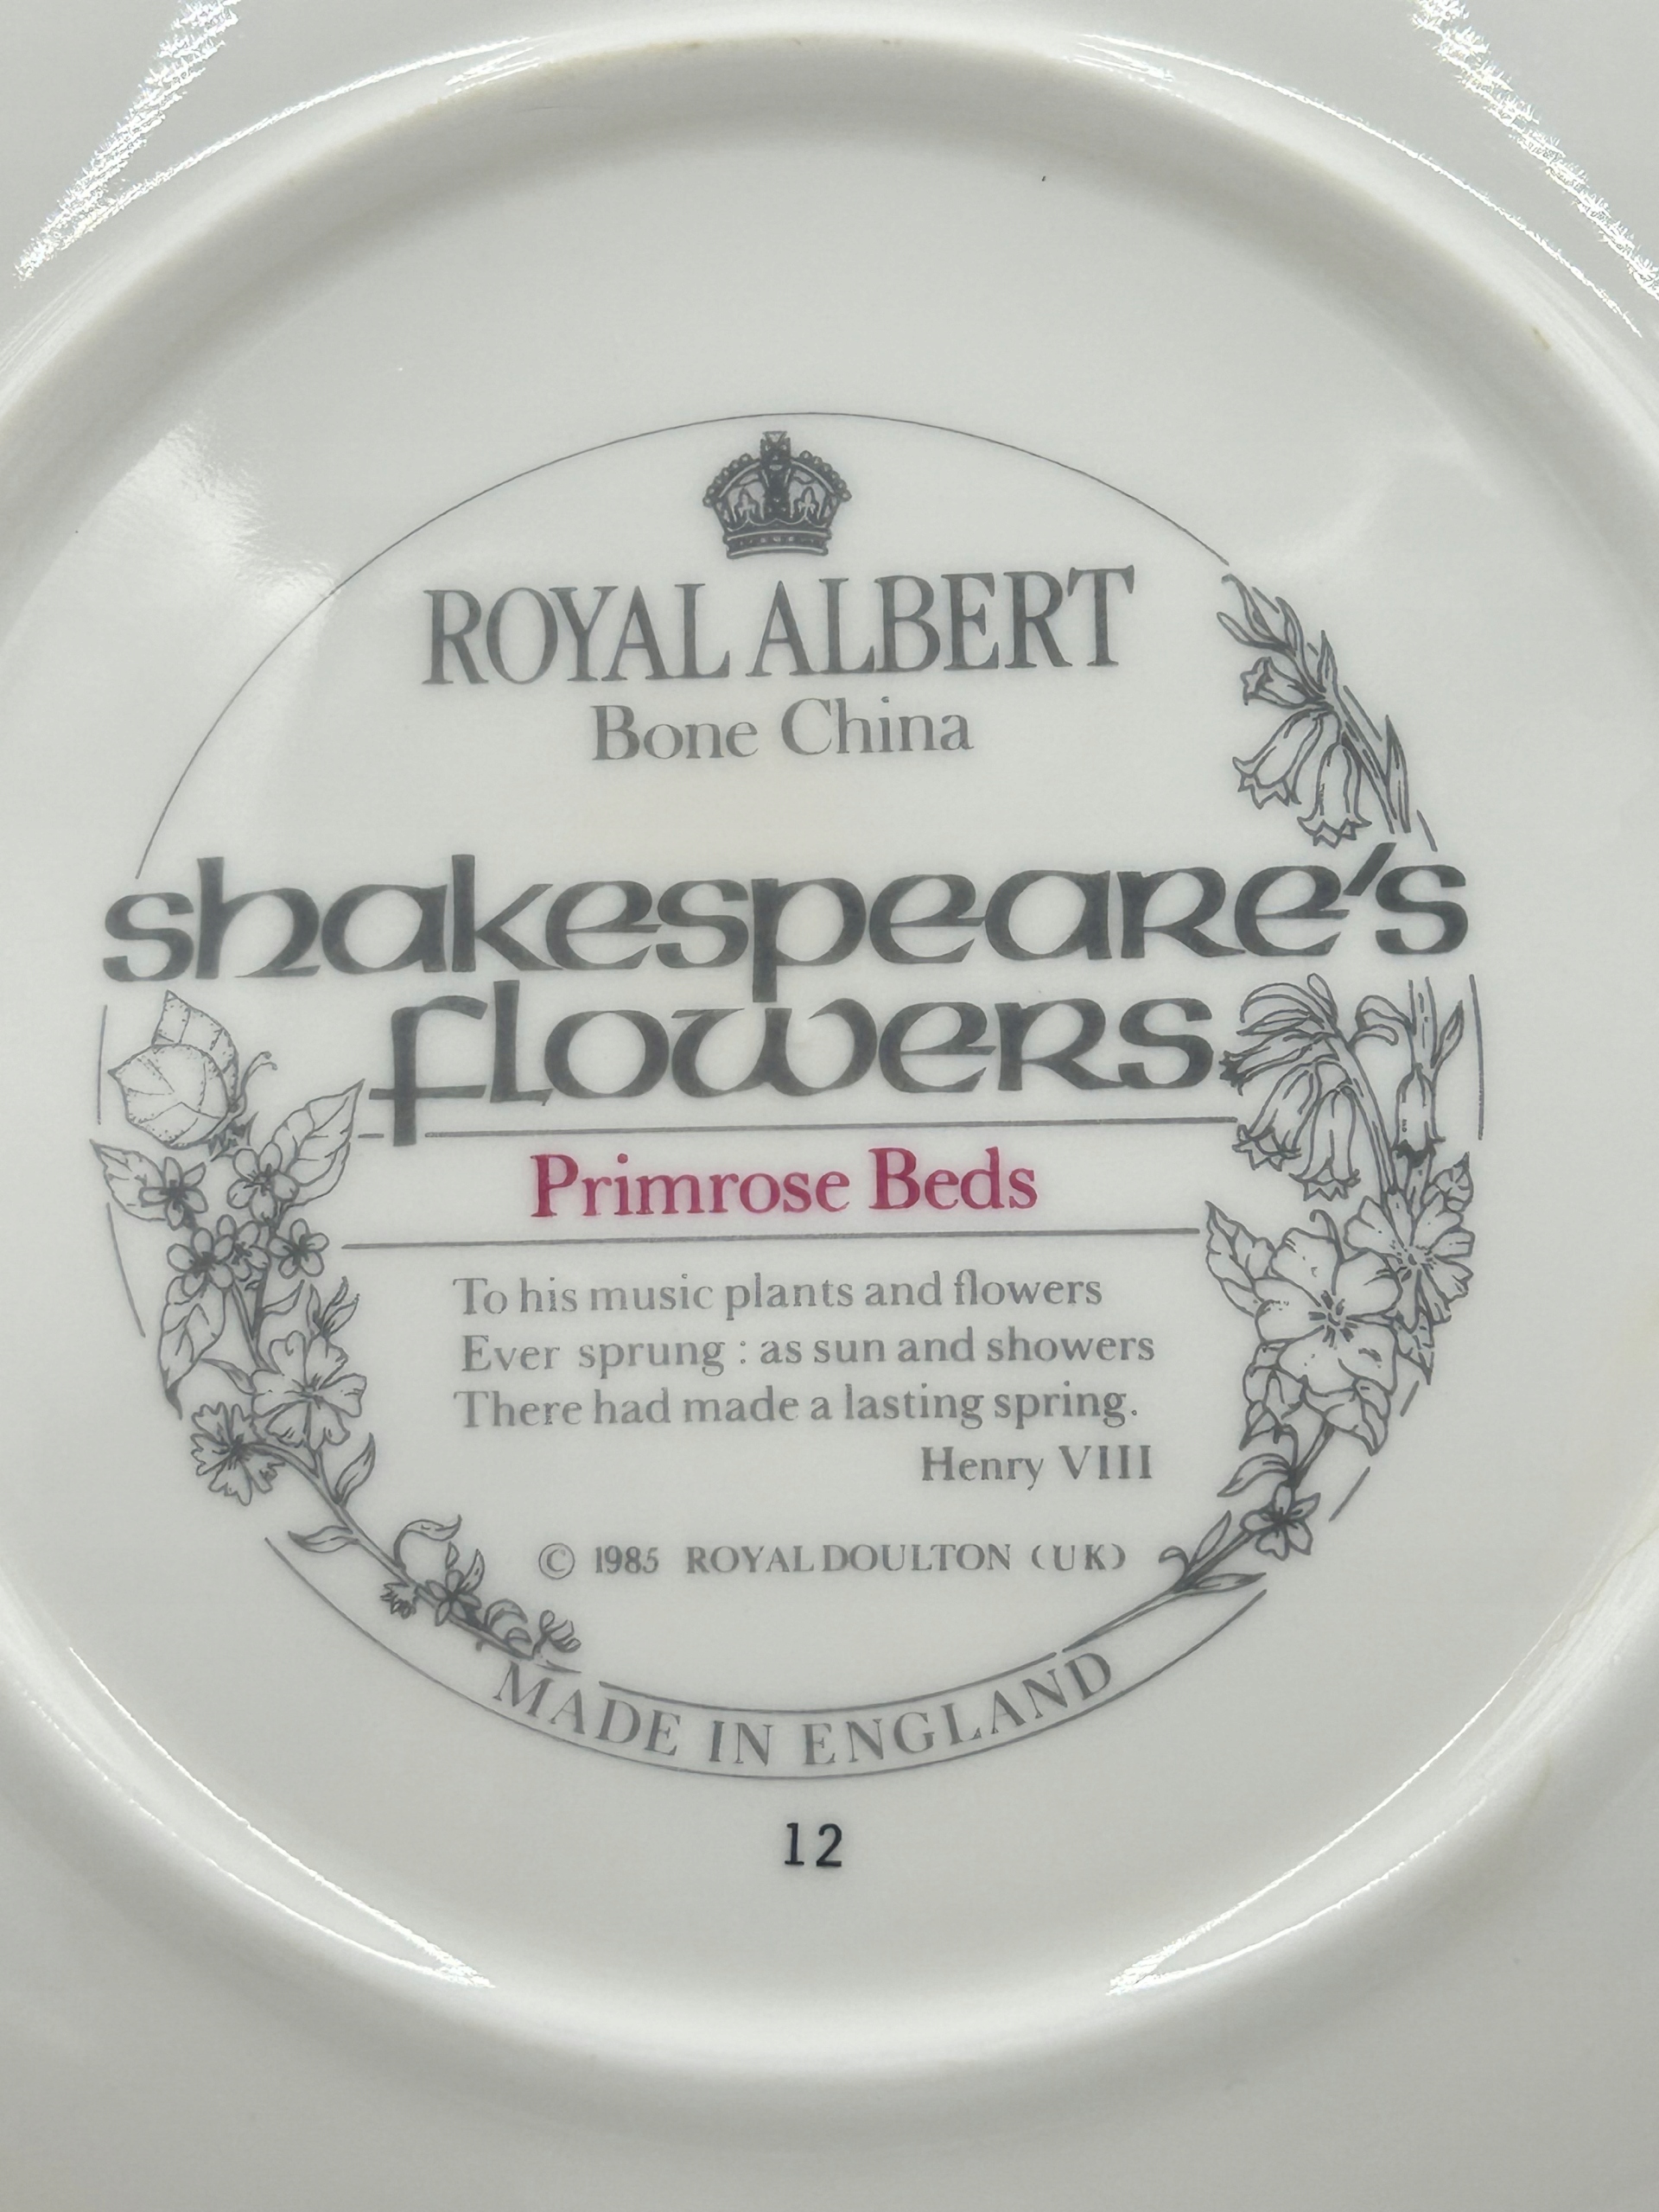 ROYAL ALBERT
Bone China
shakespeare's
flowers
Primrose Beds
To his music plants and flowers
Ever sprung : as sun and showers
There had made a lasting spring.
Henry VIII
© 1985 ROYAL DOULTON (UK)
MADE IN ENGLAND
12